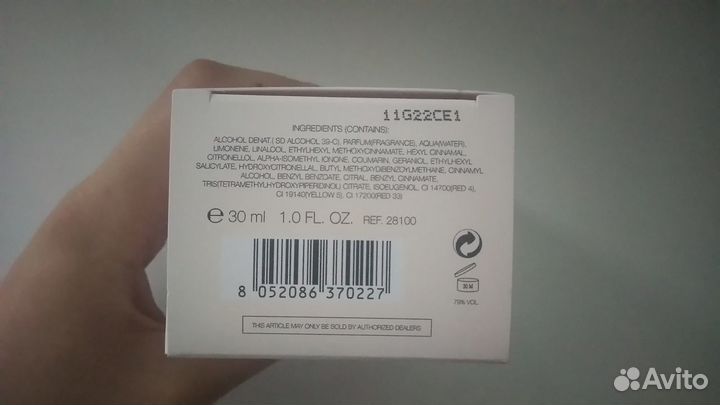 11G22CE1
INGREDIENTS (CONTAINS):
ALCOHOL DENAT.( SD ALCOHOL 39-C), PARFUM(FRAGRANCE), AQUA(WATER),
LIMONENE, LINALOOL, ETHYLHEXYL METHOXYCINNAMATE, HEXYL CINNAMAL,
CITRONELLOL, ALPHA-ISOMETHYL IONONE, COUMARIN, GERANIOL, ETHYLHEXYL
SALICYLATE, HYDROXYCITRONELLAL, BUTYL METHOXYDIBENZOYLMETHANE, CINNAMYL
ALCOHOL, BENZYL BENZOATE, CITRAL, BENZYL CINNAMATE,
TRIS(TETRAMETHYLHYDROXYPIPERIDINOL) CITRATE, ISOEUGENOL, CI 14700(RED 4),
CI 19140(YELLOW 5), CI 17200(RED 33)
e 30 ml 1.0 FL. OZ. REF. 28100
8 052086 370227
30 M
79% VOL.
THIS ARTICLE MAY ONLY BE SOLD BY AUTHORIZED DEALERS
Avito